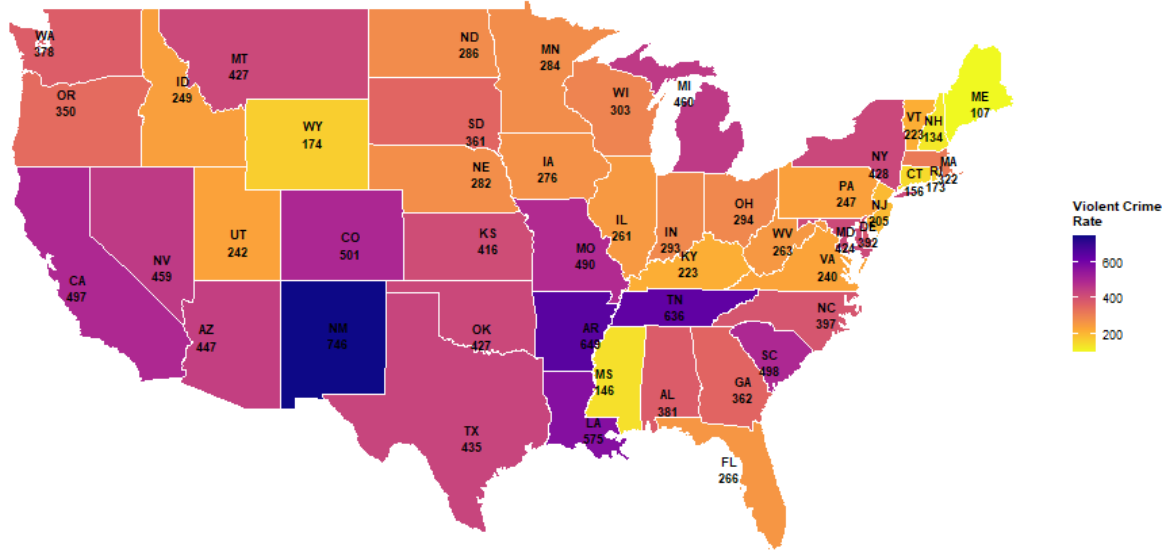 WA
378
MT
427
ND
286
MN
284
OR
350
ID
249
WY
174
SD
361
WI
303
MI
460
ME
107
VT
223
NH
134
NY
428
MA
322
RI
173
CT
156
NE
282
IA
276
PA
247
NJ
205
NV
459
UT
242
CO
501
KS
416
MO
490
IL
261
IN
293
OH
294
WV
263
MD
424
DE
392
VA
240
KY
223
CA
497
AZ
447
NM
746
OK
427
AR
649
TN
636
NC
397
SC
498
MS
146
AL
381
GA
362
TX
435
LA
575
FL
266
Violent Crime
Rate
600
400
200